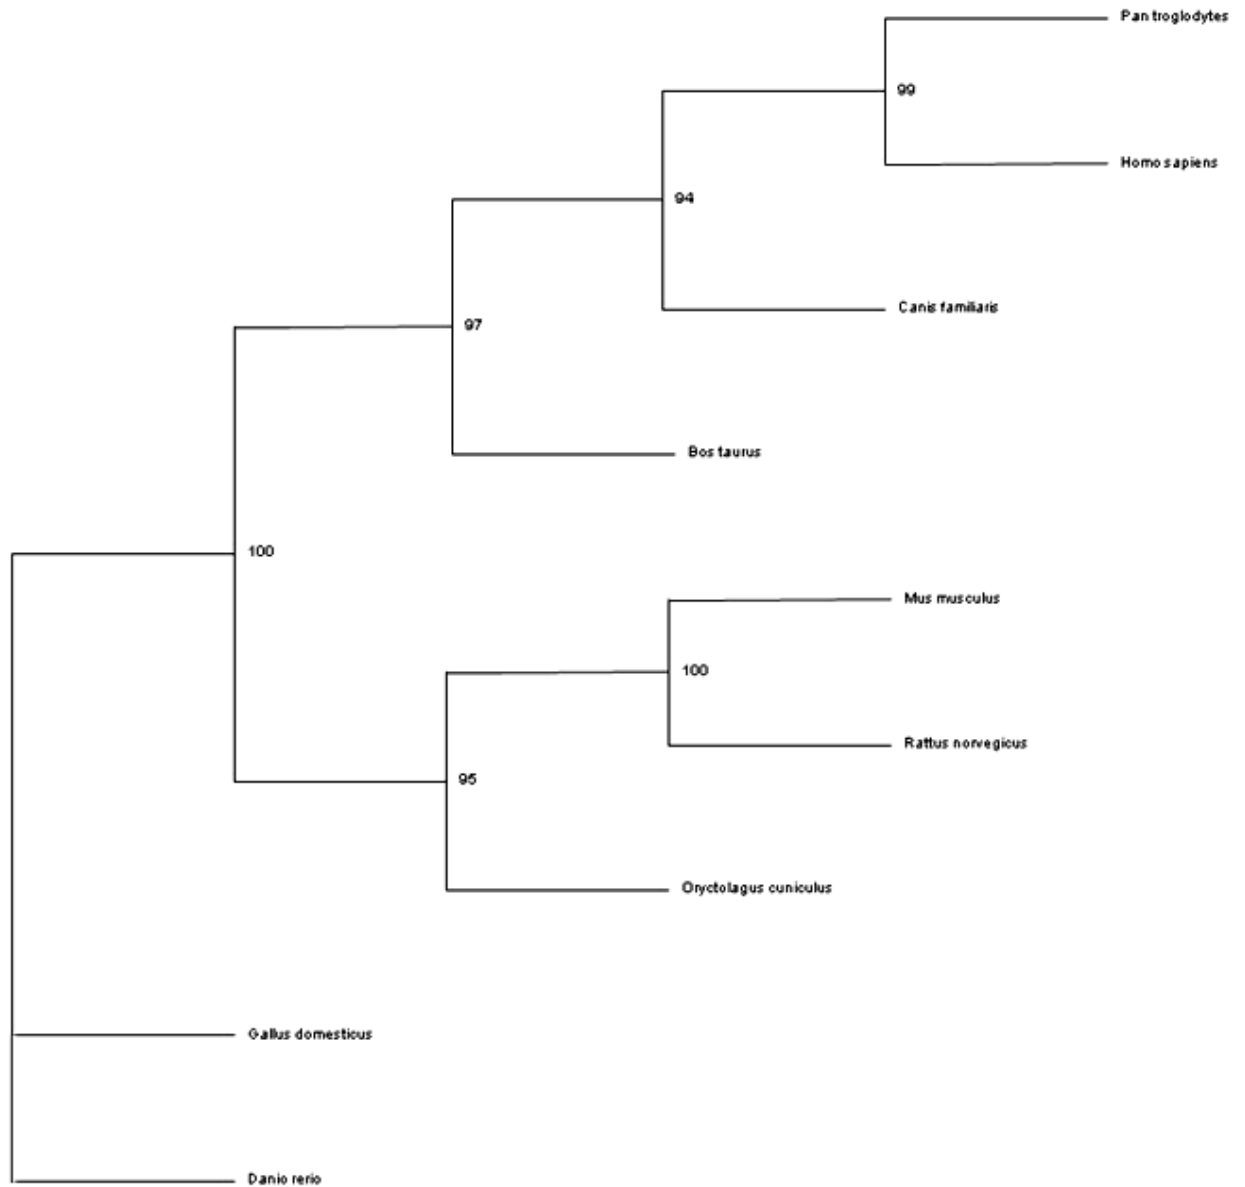 Pan troglodytes
99
Homo sapiens
94
Canis familiaris
97
Bos taurus
100
Mus musculus
100
Rattus norvegicus
95
Oryctolagus cuniculus
Gallus domesticus
Danio rerio